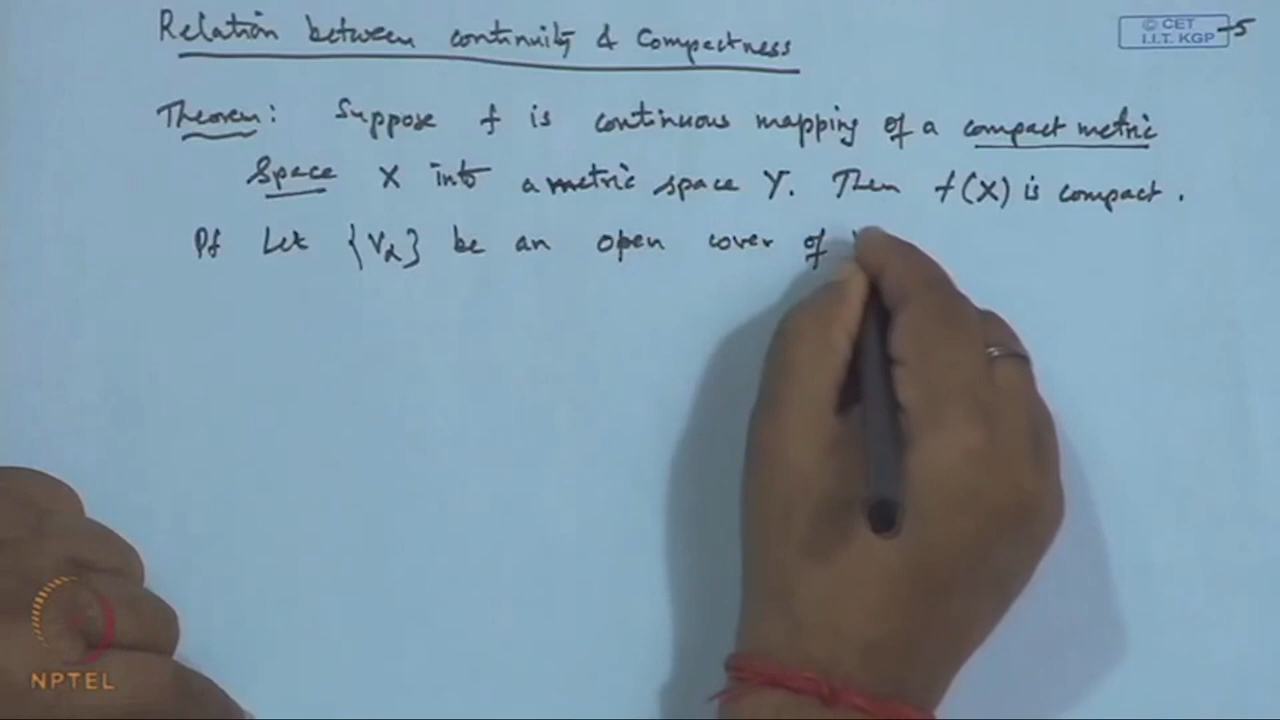 Relation between continuity & Compactness
© CET
I.I.T. KGP
-5
Theorem: Suppose f is continuous mapping of a compact metric
Space X into a metric space Y. Then f(X) is compact.
Pf Let {Vα} be an open cover of
NPTEL